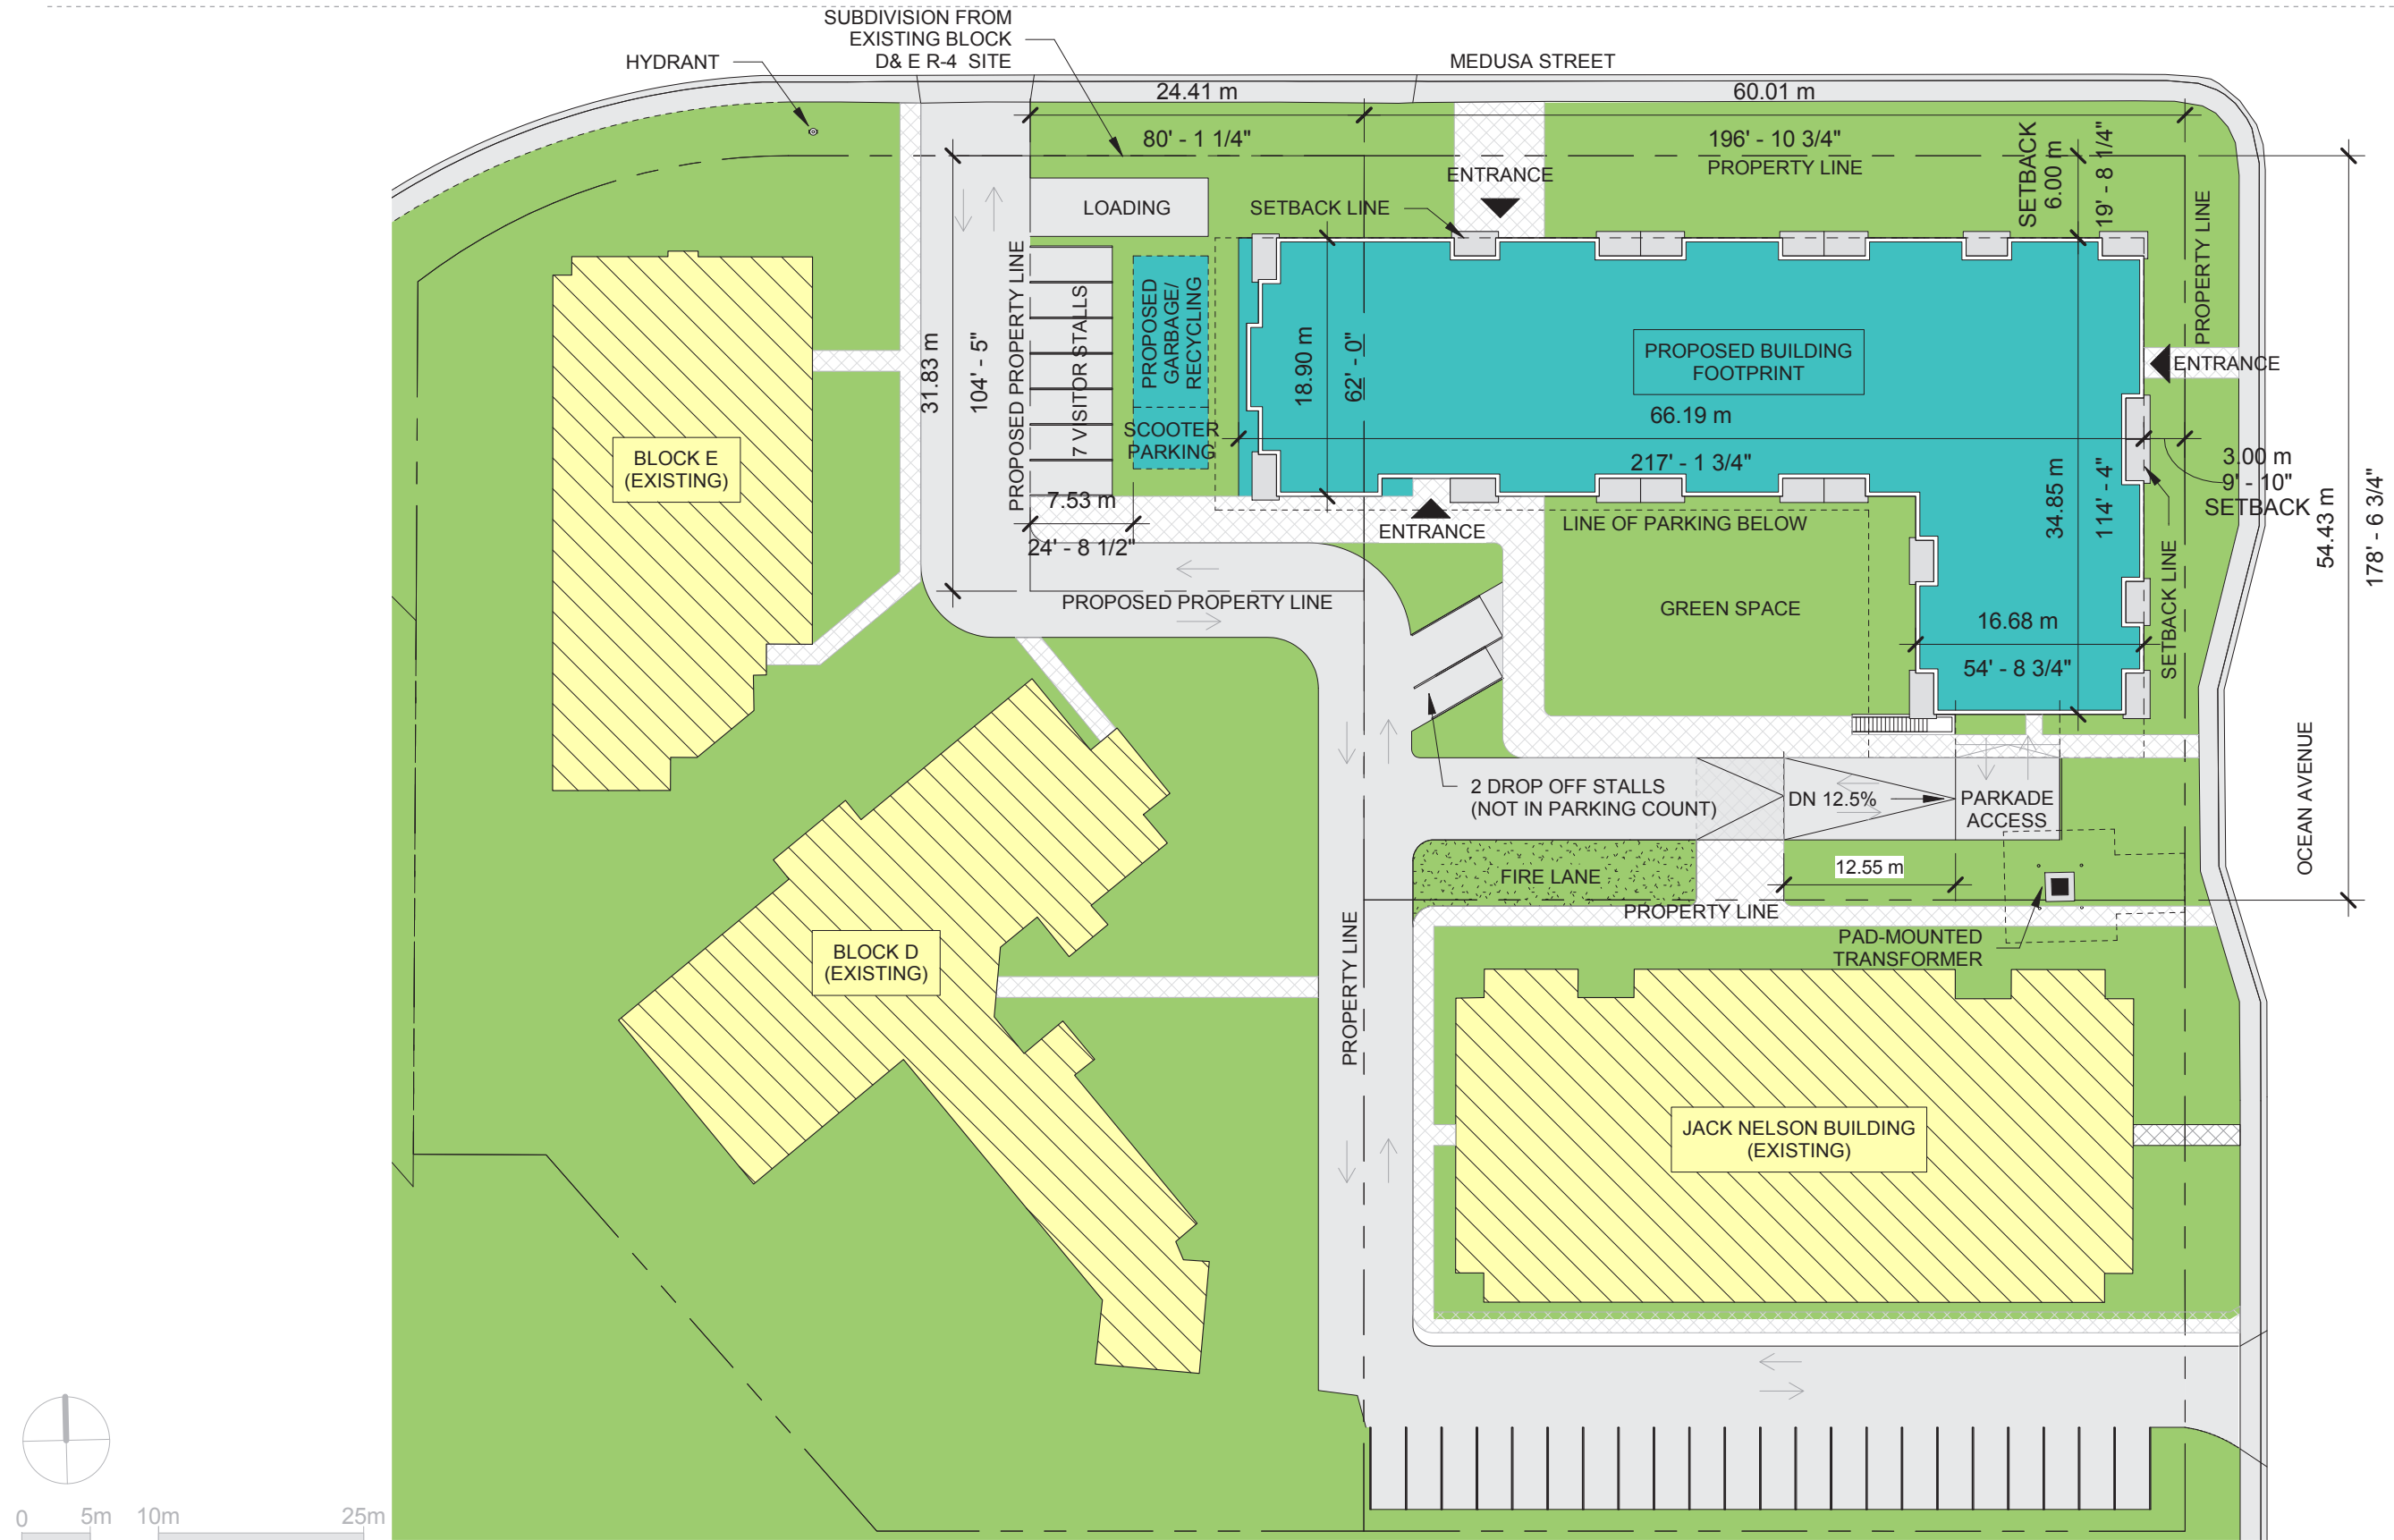 SUBDIVISION FROM
EXISTING BLOCK
D& E R-4  SITE
HYDRANT
MEDUSA STREET
24.41 m
60.01 m
80' - 1 1/4"
196' - 10 3/4"
PROPERTY LINE
SETBACK
6.00 m
19' - 8 1/4"
ENTRANCE
LOADING
SETBACK LINE
PROPERTY LINE
PROPOSED PROPERTY LINE
7 VISITOR STALLS
PROPOSED
GARBAGE/
RECYCLING
SCOOTER
PARKING
31.83 m
104' - 5"
18.90 m
62' - 0"
PROPOSED BUILDING
FOOTPRINT
ENTRANCE
66.19 m
217' - 1 3/4"
3.00 m
9' - 10"
SETBACK
34.85 m
114' - 4"
54.43 m
178' - 6 3/4"
BLOCK E
(EXISTING)
7.53 m
24' - 8 1/2"
ENTRANCE
LINE OF PARKING BELOW
PROPOSED PROPERTY LINE
GREEN SPACE
16.68 m
54' - 8 3/4"
SETBACK LINE
OCEAN AVENUE
2 DROP OFF STALLS
(NOT IN PARKING COUNT)
DN 12.5%
PARKADE
ACCESS
12.55 m
FIRE LANE
PROPERTY LINE
PROPERTY LINE
PAD-MOUNTED
TRANSFORMER
BLOCK D
(EXISTING)
JACK NELSON BUILDING
(EXISTING)
0
5m
10m
25m